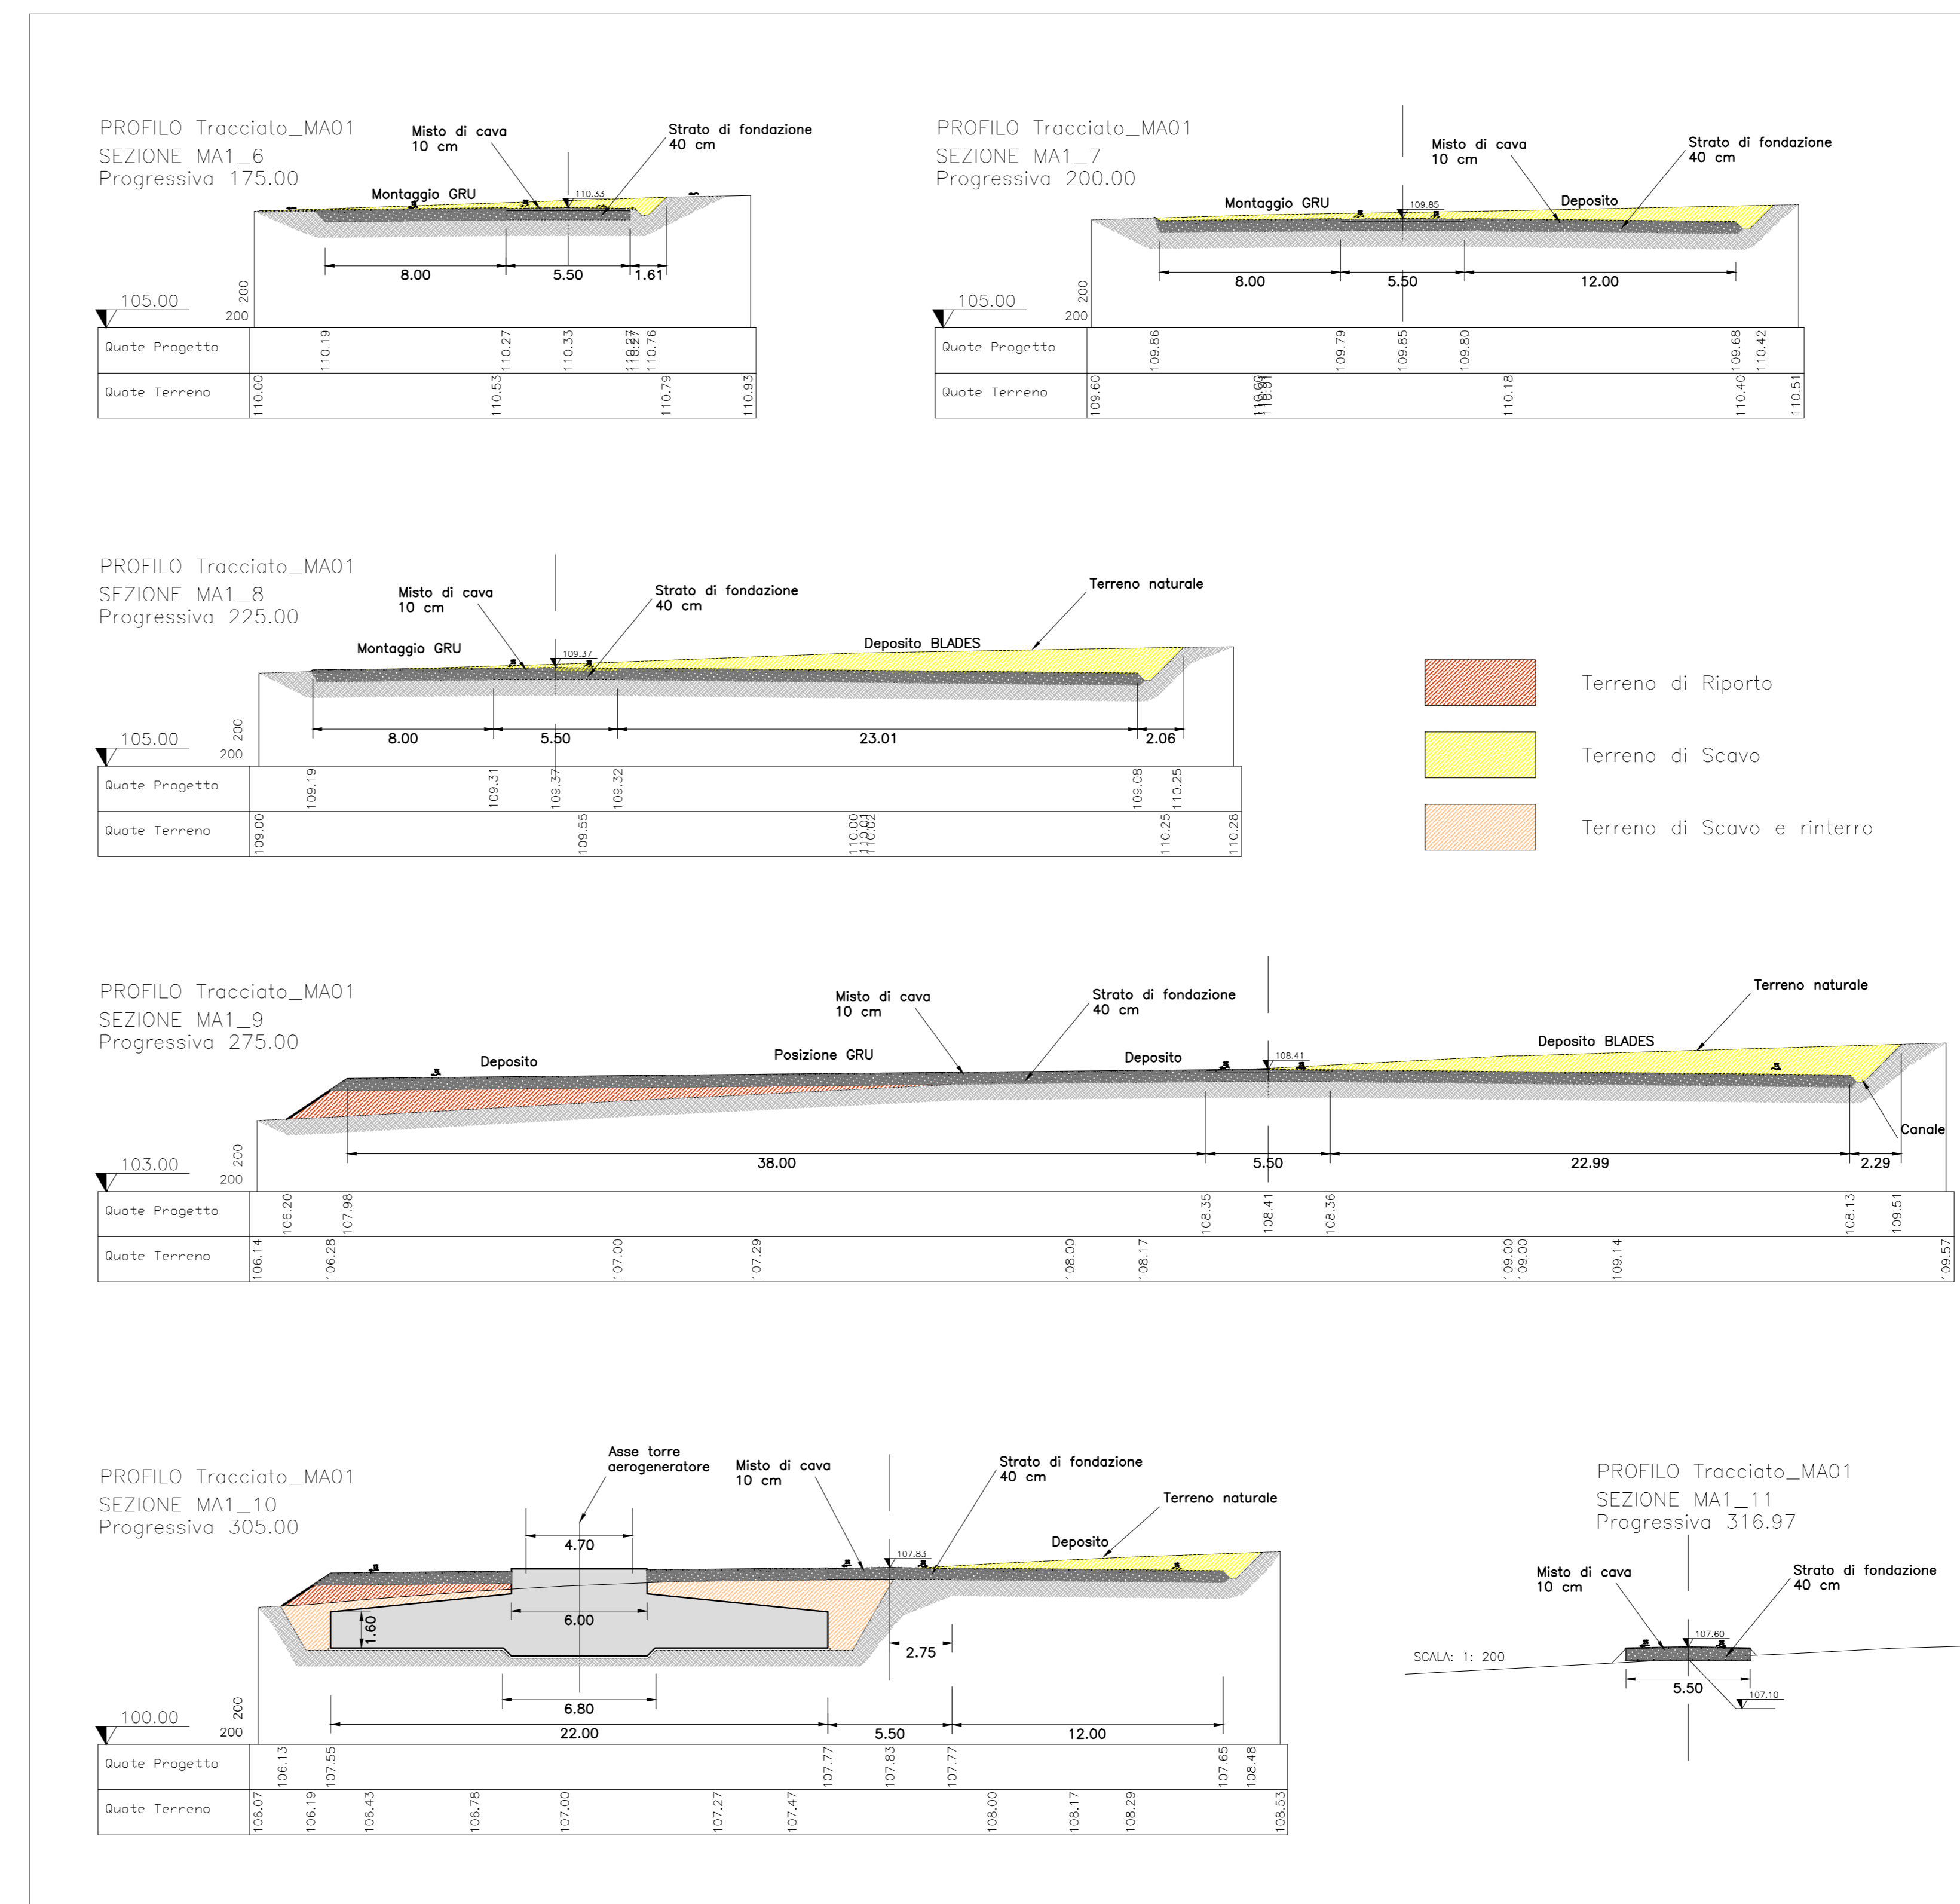 PROFILO Tracciato_MA01
SEZIONE MA1_6
Progressiva 175.00
Misto di cava
10 cm
Strato di fondazione
40 cm
Montaggio GRU
110.33
8.00
5.50
1.61
200
200
105.00
Quote Progetto
110.19
110.27
110.33
110.27
110.27
110.76
Quote Terreno
110.00
110.53
110.79
110.93
PROFILO Tracciato_MA01
SEZIONE MA1_7
Progressiva 200.00
Misto di cava
10 cm
Strato di fondazione
40 cm
Montaggio GRU
109.85
Deposito
8.00
5.50
12.00
200
200
105.00
Quote Progetto
109.86
109.79
109.85
109.80
109.68
110.42
Quote Terreno
109.60
110.00
110.01
110.18
110.40
110.51
PROFILO Tracciato_MA01
SEZIONE MA1_8
Progressiva 225.00
Misto di cava
10 cm
Strato di fondazione
40 cm
Terreno naturale
Montaggio GRU
109.37
Deposito BLADES
8.00
5.50
23.01
2.06
200
200
105.00
Quote Progetto
109.19
109.31
109.37
109.32
109.08
110.25
Quote Terreno
109.00
109.55
110.00
110.01
110.02
110.25
110.28
Terreno di Riporto
Terreno di Scavo
Terreno di Scavo e rinterro
PROFILO Tracciato_MA01
SEZIONE MA1_9
Progressiva 275.00
Misto di cava
10 cm
Strato di fondazione
40 cm
Terreno naturale
Deposito
Posizione GRU
Deposito
108.41
Deposito BLADES
Canale
38.00
5.50
22.99
2.29
200
200
103.00
Quote Progetto
106.20
107.98
108.35
108.41
108.36
108.13
109.51
Quote Terreno
106.14
106.28
107.00
107.29
108.00
108.17
109.00
109.00
109.14
109.57
PROFILO Tracciato_MA01
SEZIONE MA1_10
Progressiva 305.00
Asse torre
aerogeneratore
Misto di cava
10 cm
Strato di fondazione
40 cm
Terreno naturale
4.70
107.83
Deposito
6.00
1.60
2.75
6.80
22.00
5.50
12.00
200
200
100.00
Quote Progetto
106.13
107.55
107.77
107.83
107.77
107.65
108.48
Quote Terreno
106.07
106.19
106.43
106.78
107.00
107.27
107.47
108.00
108.17
108.29
108.53
PROFILO Tracciato_MA01
SEZIONE MA1_11
Progressiva 316.97
Misto di cava
10 cm
Strato di fondazione
40 cm
107.60
SCALA: 1: 200
5.50
107.10